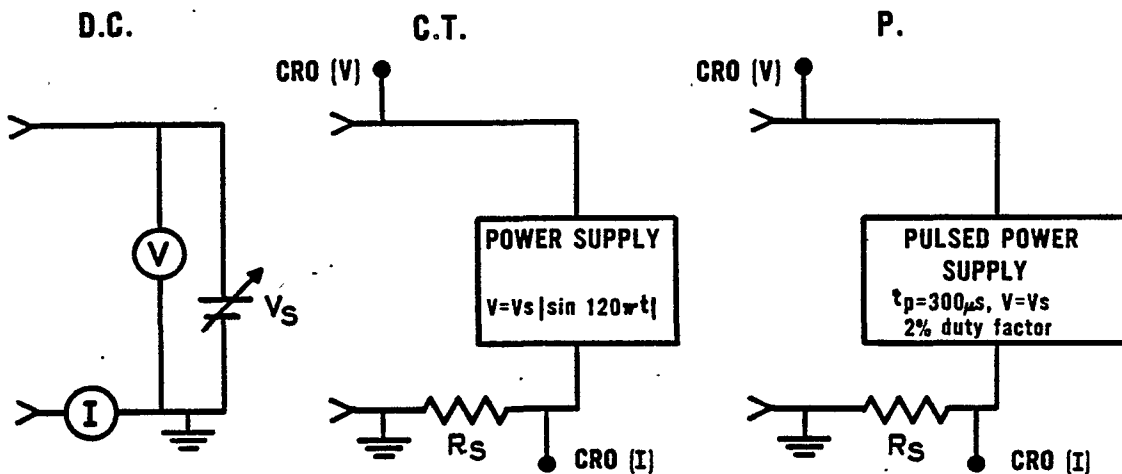 D.C.
V
I
Vs
C.T.
CRO (V)
POWER SUPPLY
V=Vs|sin 120πt|
Rs
CRO (I)
P.
CRO (V)
PULSED POWER
SUPPLY
tp=300µs, V=Vs
2% duty factor
Rs
CRO (I)